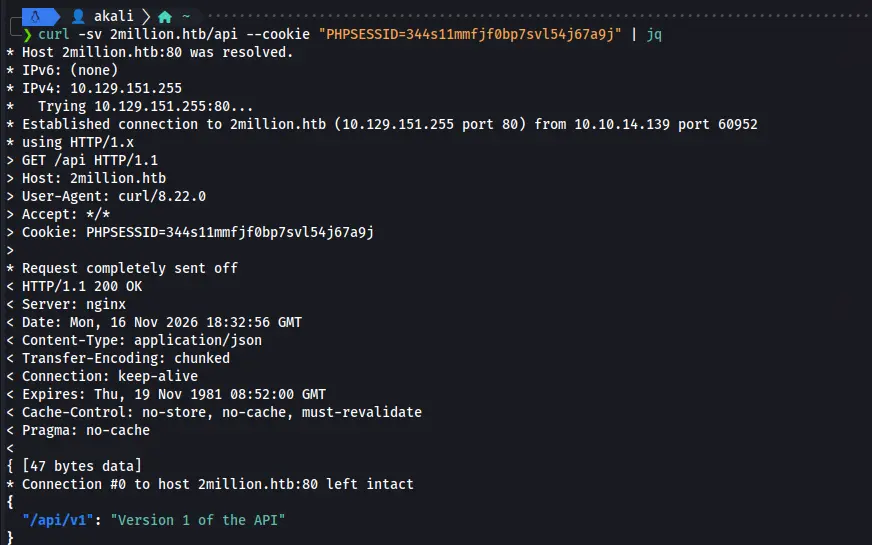 akali ~
curl -sv 2million.htb/api --cookie "PHPSESSID=344s11mmfjf0bp7svl54j67a9j" | jq
* Host 2million.htb:80 was resolved.
* IPv6: (none)
* IPv4: 10.129.151.255
*   Trying 10.129.151.255:80...
* Established connection to 2million.htb (10.129.151.255 port 80) from 10.10.14.139 port 60952
* using HTTP/1.x
> GET /api HTTP/1.1
> Host: 2million.htb
> User-Agent: curl/8.22.0
> Accept: */*
> Cookie: PHPSESSID=344s11mmfjf0bp7svl54j67a9j
>
* Request completely sent off
< HTTP/1.1 200 OK
< Server: nginx
< Date: Mon, 16 Nov 2026 18:32:56 GMT
< Content-Type: application/json
< Transfer-Encoding: chunked
< Connection: keep-alive
< Expires: Thu, 19 Nov 1981 08:52:00 GMT
< Cache-Control: no-store, no-cache, must-revalidate
< Pragma: no-cache
<
{ [47 bytes data]
* Connection #0 to host 2million.htb:80 left intact
{
  "/api/v1": "Version 1 of the API"
}